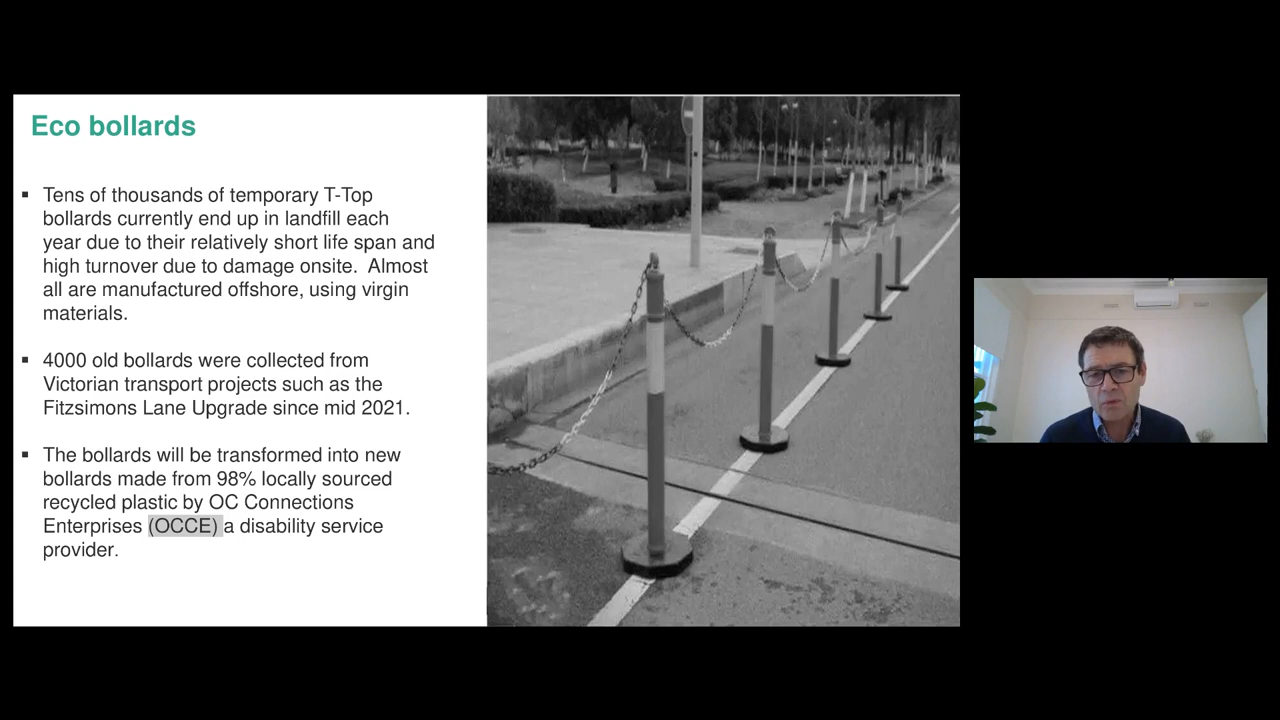 Eco bollards
▪ Tens of thousands of temporary T-Top
bollards currently end up in landfill each
year due to their relatively short life span and
high turnover due to damage onsite.  Almost
all are manufactured offshore, using virgin
materials.
▪ 4000 old bollards were collected from
Victorian transport projects such as the
Fitzsimons Lane Upgrade since mid 2021.
▪ The bollards will be transformed into new
bollards made from 98% locally sourced
recycled plastic by OC Connections
Enterprises (OCCE) a disability service
provider.